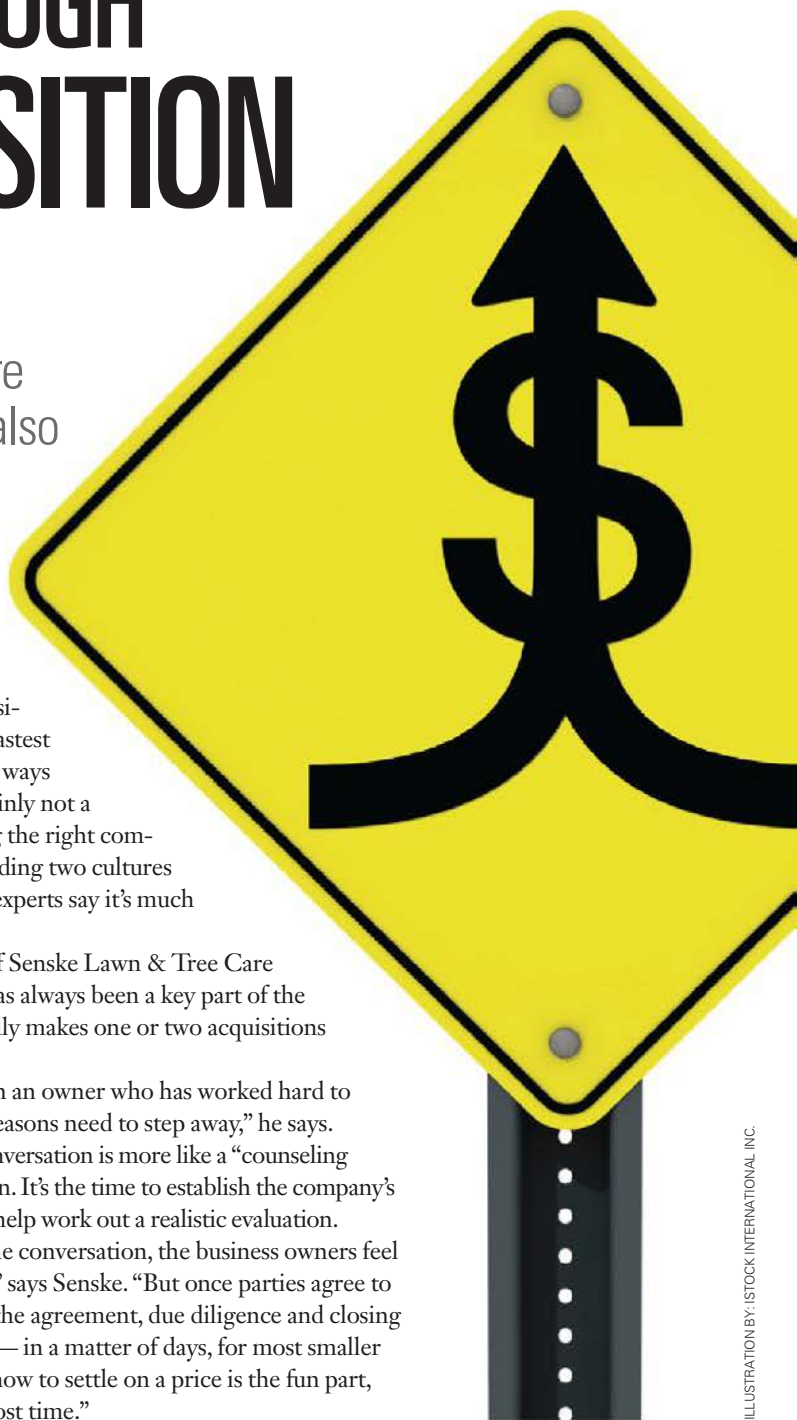 OUGH
SITION
re
also
si-
astest
ways
inly not a
g the right com-
ding two cultures
experts say it's much
f Senske Lawn & Tree Care
as always been a key part of the
lly makes one or two acquisitions
n an owner who has worked hard to
easons need to step away,” he says.
nversation is more like a “counseling
n. It's the time to establish the company's
help work out a realistic evaluation.
e conversation, the business owners feel
” says Senske. “But once parties agree to
the agreement, due diligence and closing
— in a matter of days, for most smaller
how to settle on a price is the fun part,
ost time.”
$
ILLUSTRATION BY: ISTOCK INTERNATIONAL INC.